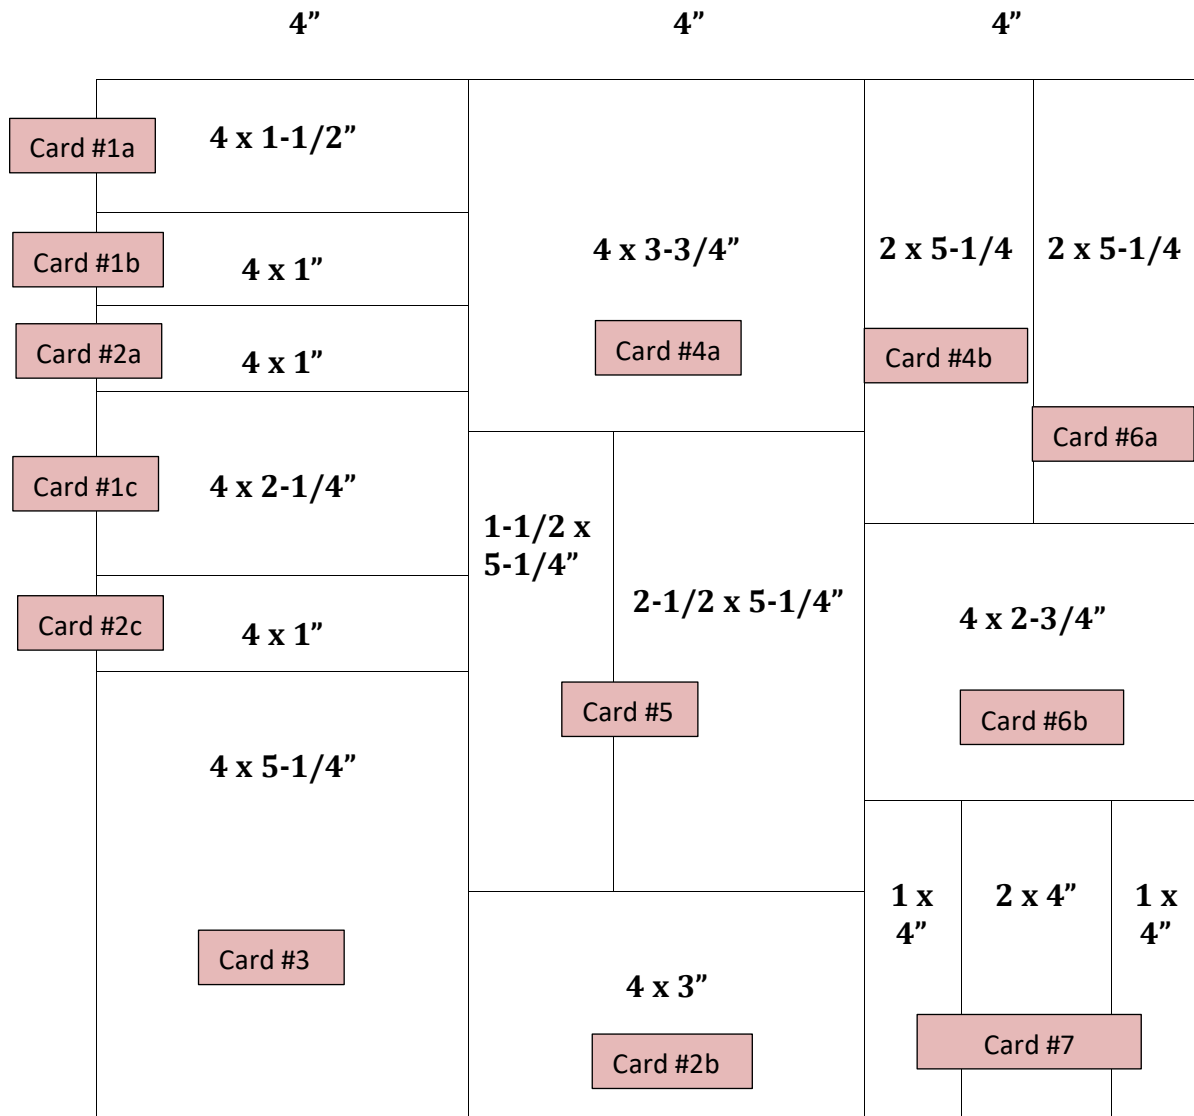 4”
4”
4”
4 x 1-1/2”
Card #1a
4 x 1”
Card #1b
4 x 1”
Card #2a
4 x 2-1/4”
Card #1c
4 x 1”
Card #2c
4 x 5-1/4”
Card #3
4 x 3-3/4”
Card #4a
1-1/2 x
5-1/4”
2-1/2 x 5-1/4”
Card #5
4 x 3”
Card #2b
2 x 5-1/4
Card #4b
2 x 5-1/4
Card #6a
4 x 2-3/4”
Card #6b
1 x
4”
2 x 4”
1 x
4”
Card #7